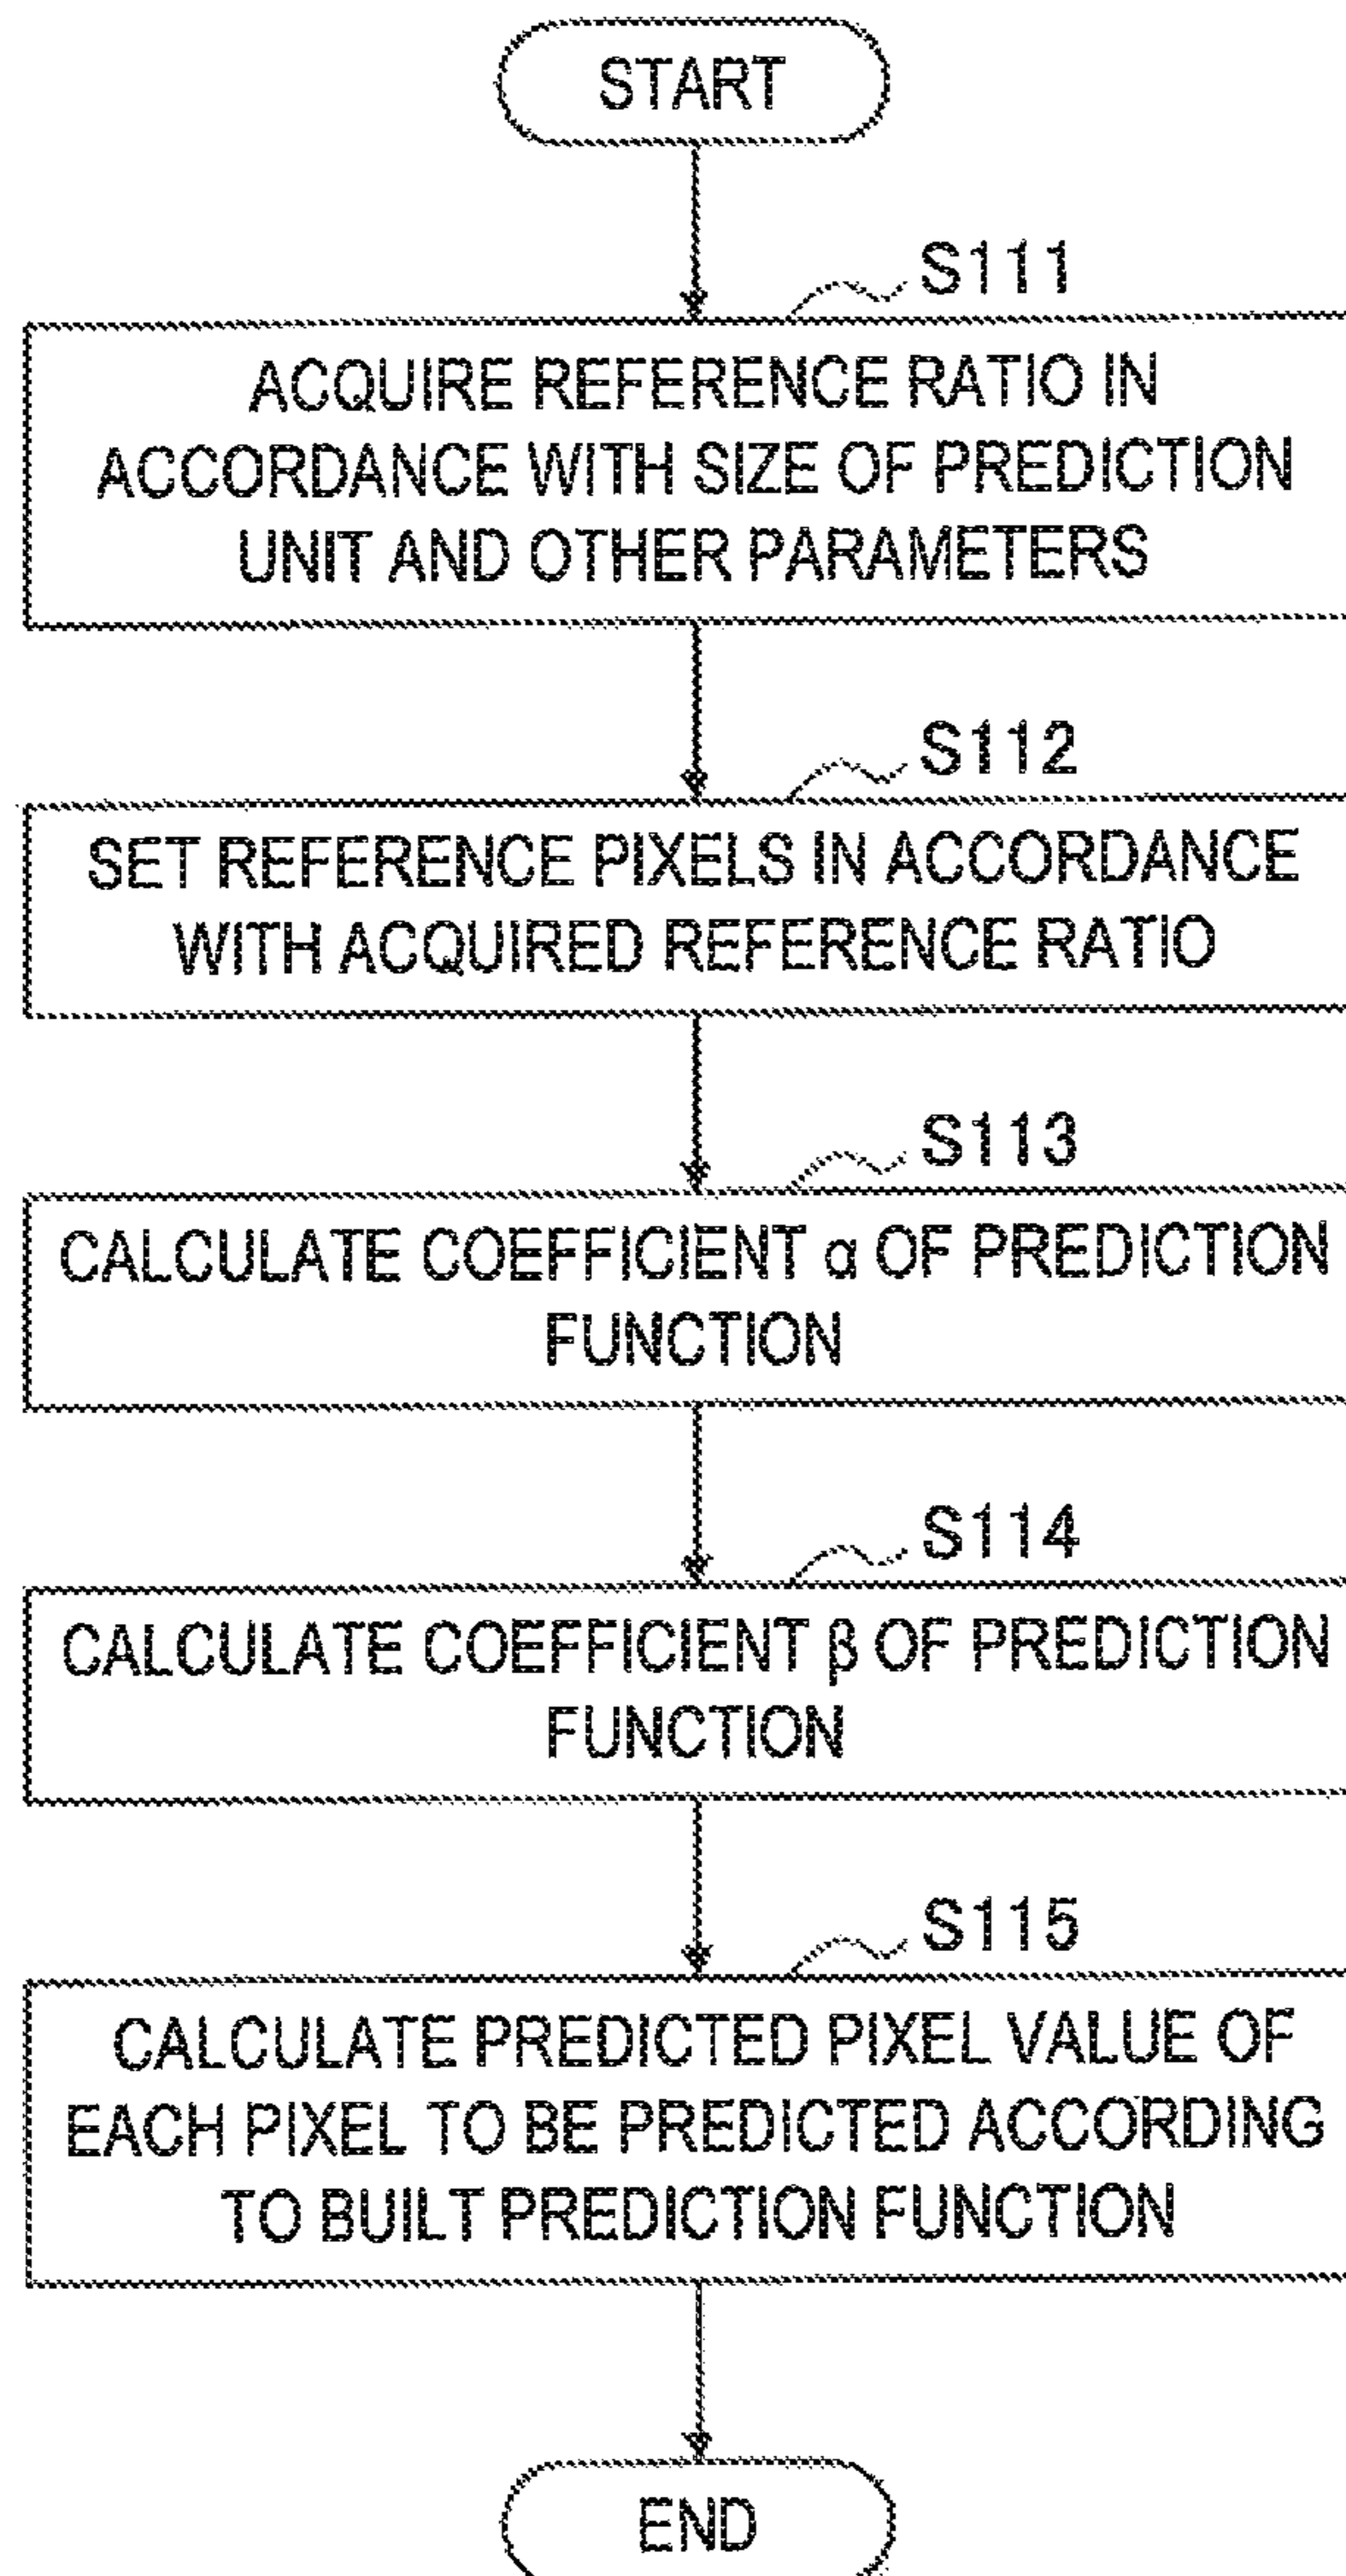 START
S111
ACQUIRE REFERENCE RATIO IN
ACCORDANCE WITH SIZE OF PREDICTION
UNIT AND OTHER PARAMETERS
S112
SET REFERENCE PIXELS IN ACCORDANCE
WITH ACQUIRED REFERENCE RATIO
S113
CALCULATE COEFFICIENT α OF PREDICTION
FUNCTION
S114
CALCULATE COEFFICIENT β OF PREDICTION
FUNCTION
S115
CALCULATE PREDICTED PIXEL VALUE OF
EACH PIXEL TO BE PREDICTED ACCORDING
TO BUILT PREDICTION FUNCTION
END